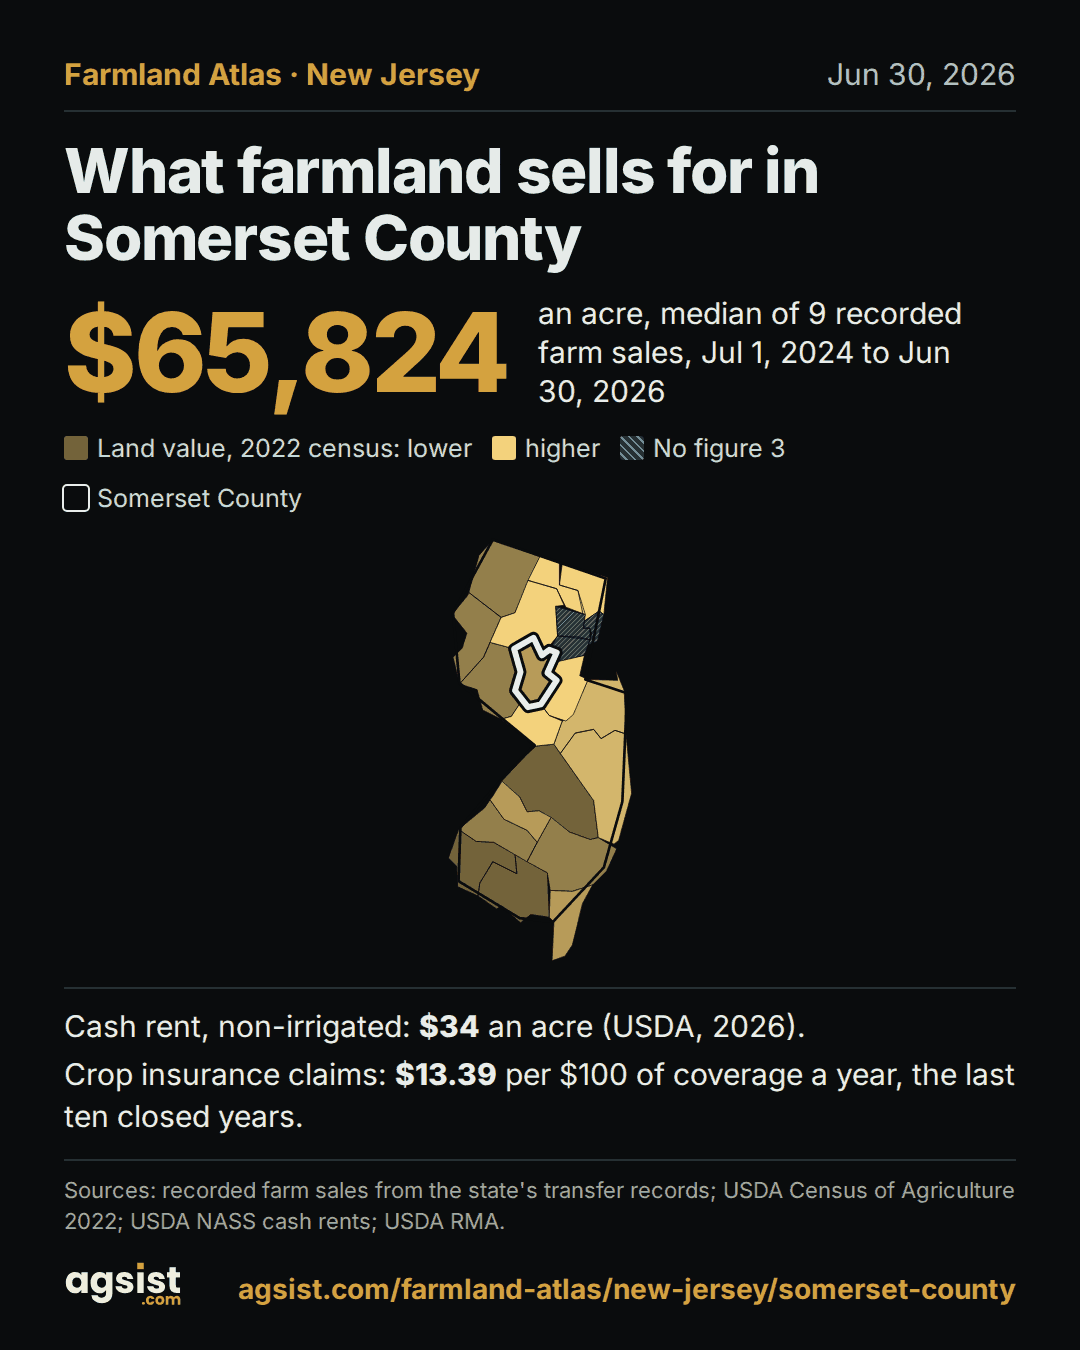 Farmland Atlas · New Jersey
Jun 30, 2026
What farmland sells for in
Somerset County
$65,824
an acre, median of 9 recorded
farm sales, Jul 1, 2024 to Jun
30, 2026
Land value, 2022 census: lower
higher
No figure 3
Somerset County
Cash rent, non-irrigated: $34 an acre (USDA, 2026).
Crop insurance claims: $13.39 per $100 of coverage a year, the last
ten closed years.
Sources: recorded farm sales from the state's transfer records; USDA Census of Agriculture
2022; USDA NASS cash rents; USDA RMA.
agsist
.com
agsist.com/farmland-atlas/new-jersey/somerset-county